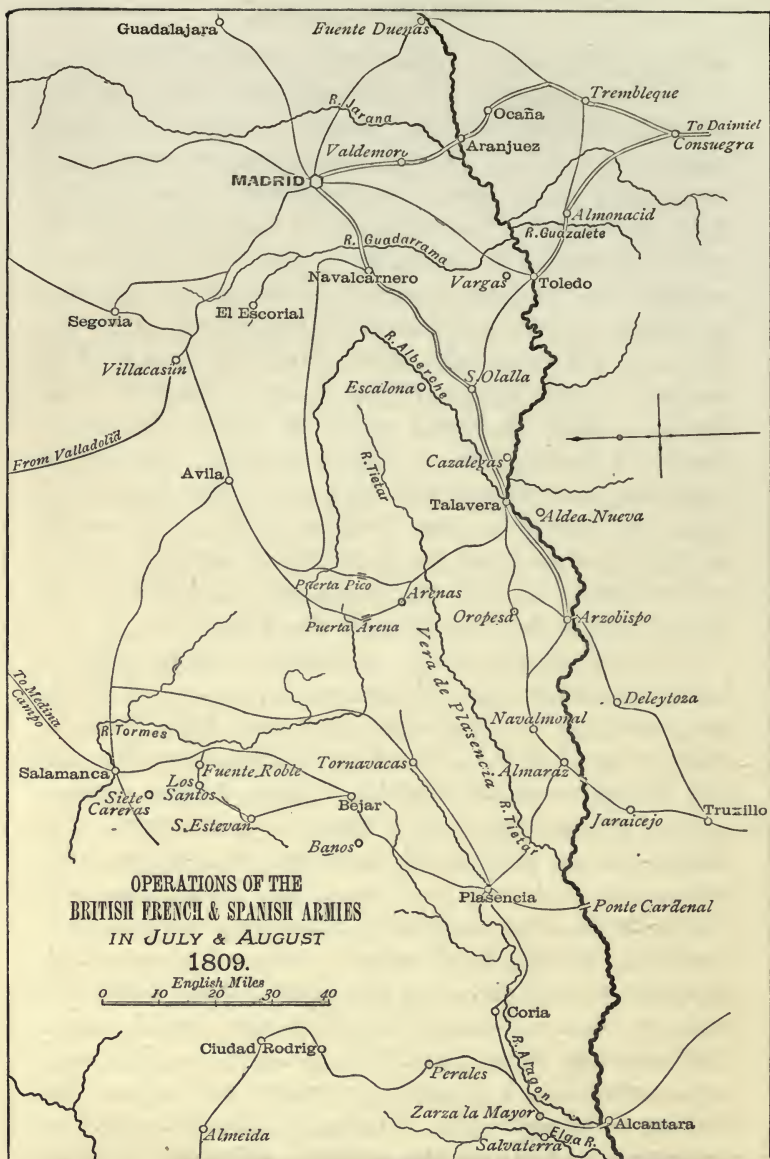 Guadalajara
Fuente Duenas
R. Jarana
Ocaña
Trembleque
To Daimiel
Consuegra
Valdemoro
Aranjuez
MADRID
Almonacid
R. Guazalete
R. Guadarrama
Navalcarnero
Vargas
Toledo
Segovia
El Escorial
Villacasün
R. Alberche
S. Olalla
Escalona
From Valladolid
R. Tietar
Cazalegas
Avila
Talavera
Aldea Nueva
Puerta Pico
Arenas
Puerta Arena
Oropesa
Arzobispo
Vera de Plasencia
To Medina
Campo
Deleytoza
R. Tormes
Navalmoral
Salamanca
Fuente Roble
Tornavacas
Almaraz
Los
Santos
Siete
Careras
Bejar
R. Tietar
Jaraicejo
Truzillo
S. Estevan
Banos
OPERATIONS OF THE
BRITISH FRENCH & SPANISH ARMIES
IN JULY & AUGUST
1809.
English Miles
0 10 20 30 40
Plasencia
Ponte Cardenal
Coria
Ciudad Rodrigo
R. Alagon
Perales
Zarza la Mayor
Alcantara
Almeida
Elga R.
Salvaterra